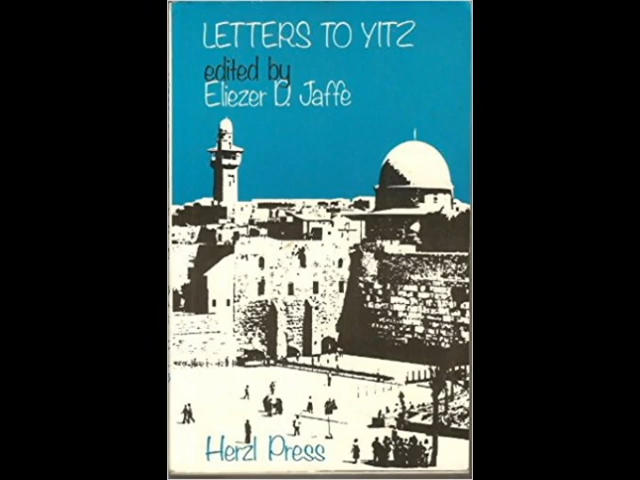 LETTERS TO YITZ
edited by
Eliezer D. Jaffe
Herzl Press